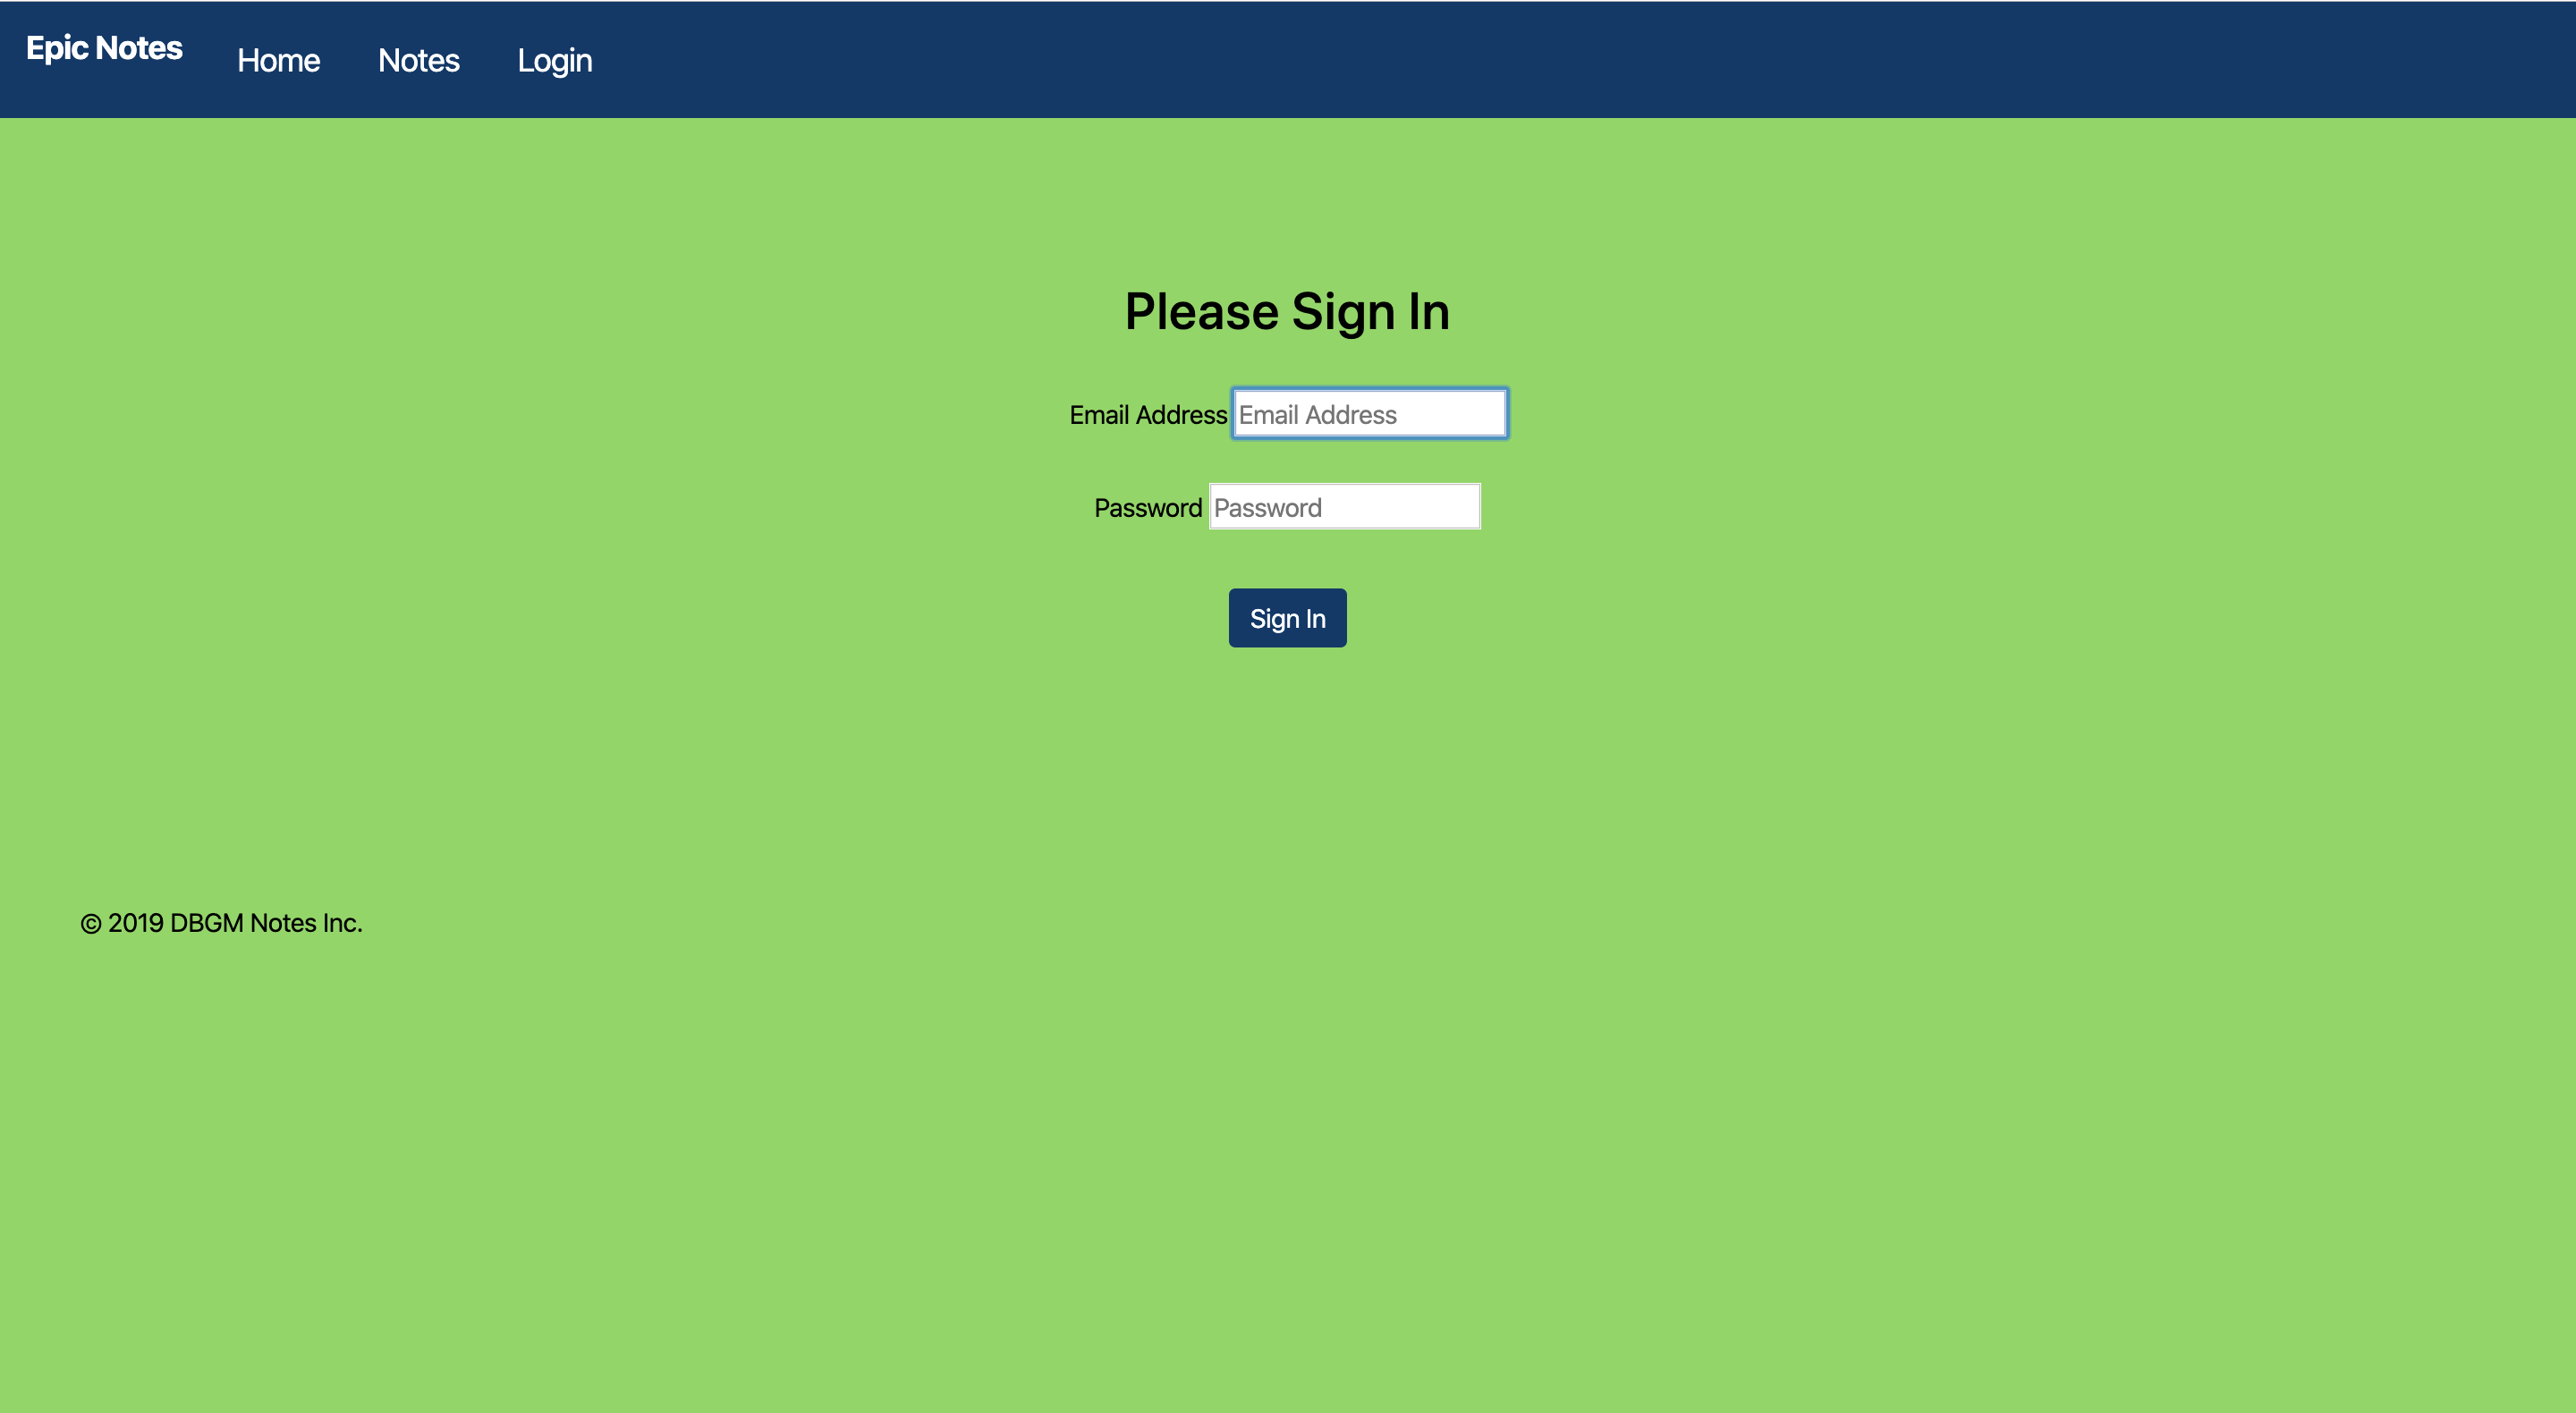 Epic Notes Home Notes Login
Please Sign In
Email Address Email Address
Password Password
Sign In
© 2019 DBGM Notes Inc.